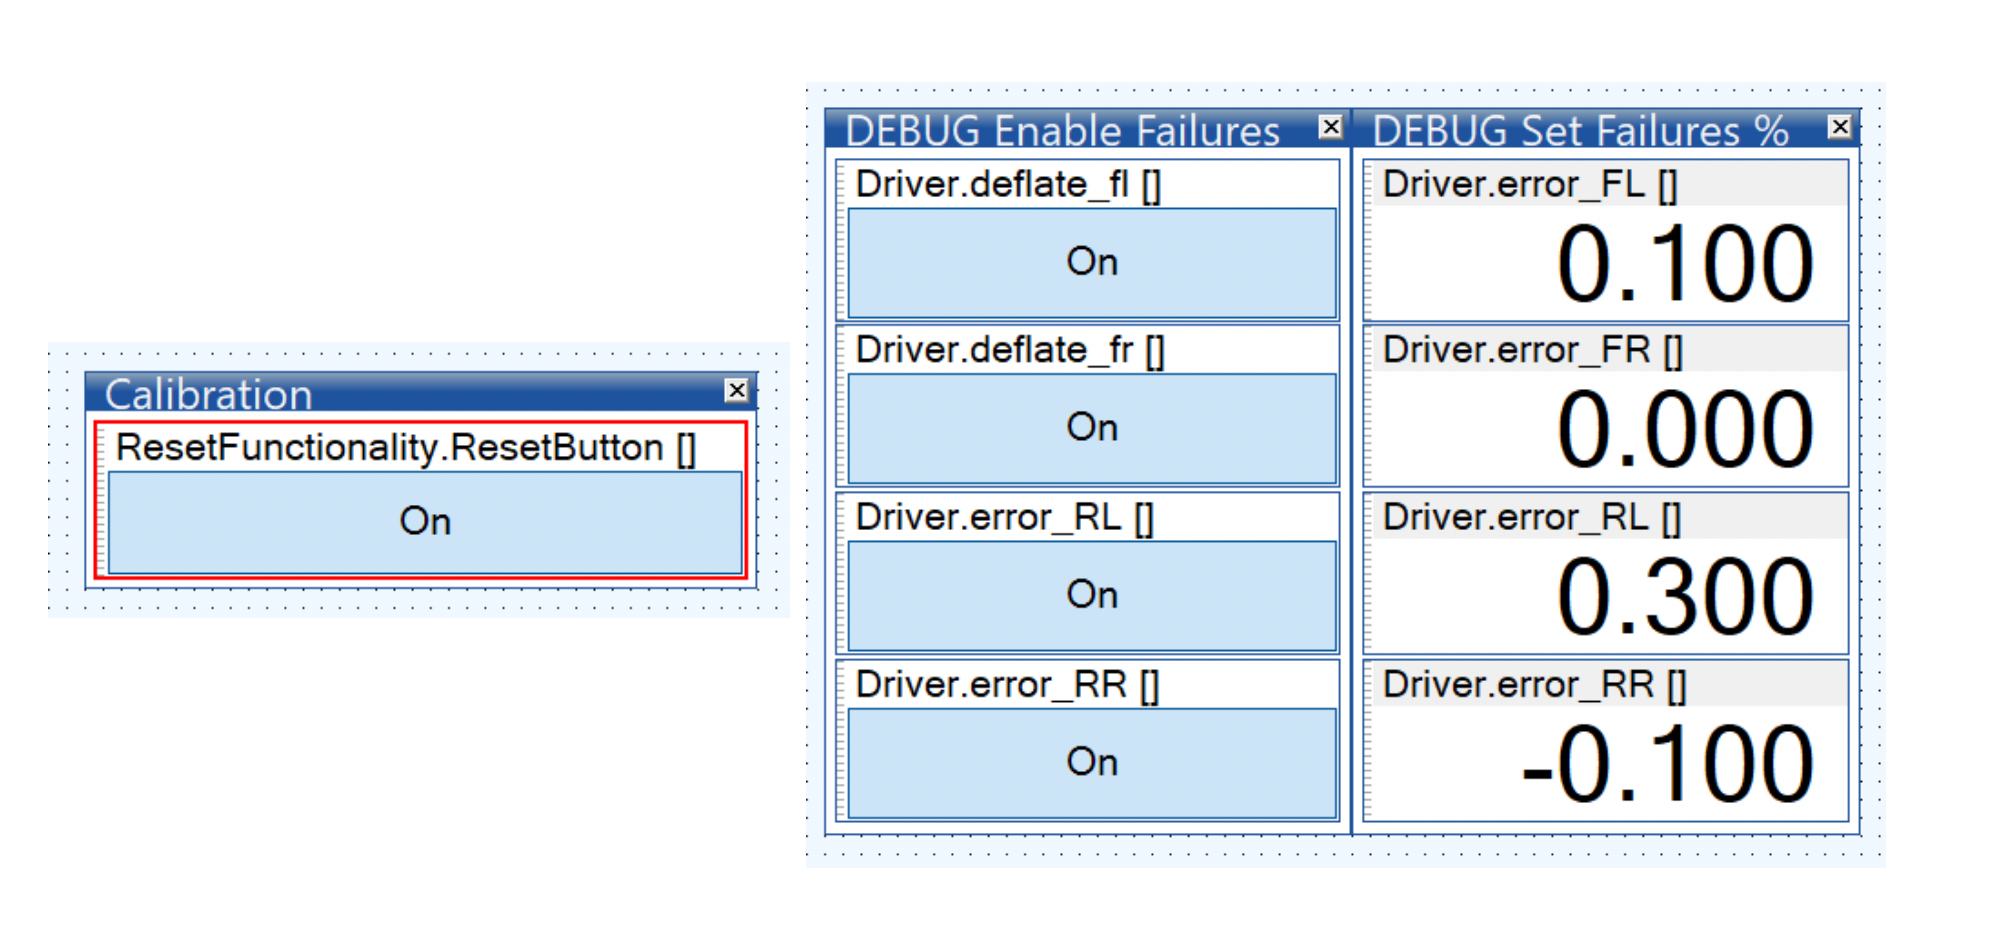 Calibration
ResetFunctionality.ResetButton []
On
DEBUG Enable Failures
Driver.deflate_fl []
On
Driver.deflate_fr []
On
Driver.error_RL []
On
Driver.error_RR []
On
DEBUG Set Failures %
Driver.error_FL []
0.100
Driver.error_FR []
0.000
Driver.error_RL []
0.300
Driver.error_RR []
-0.100